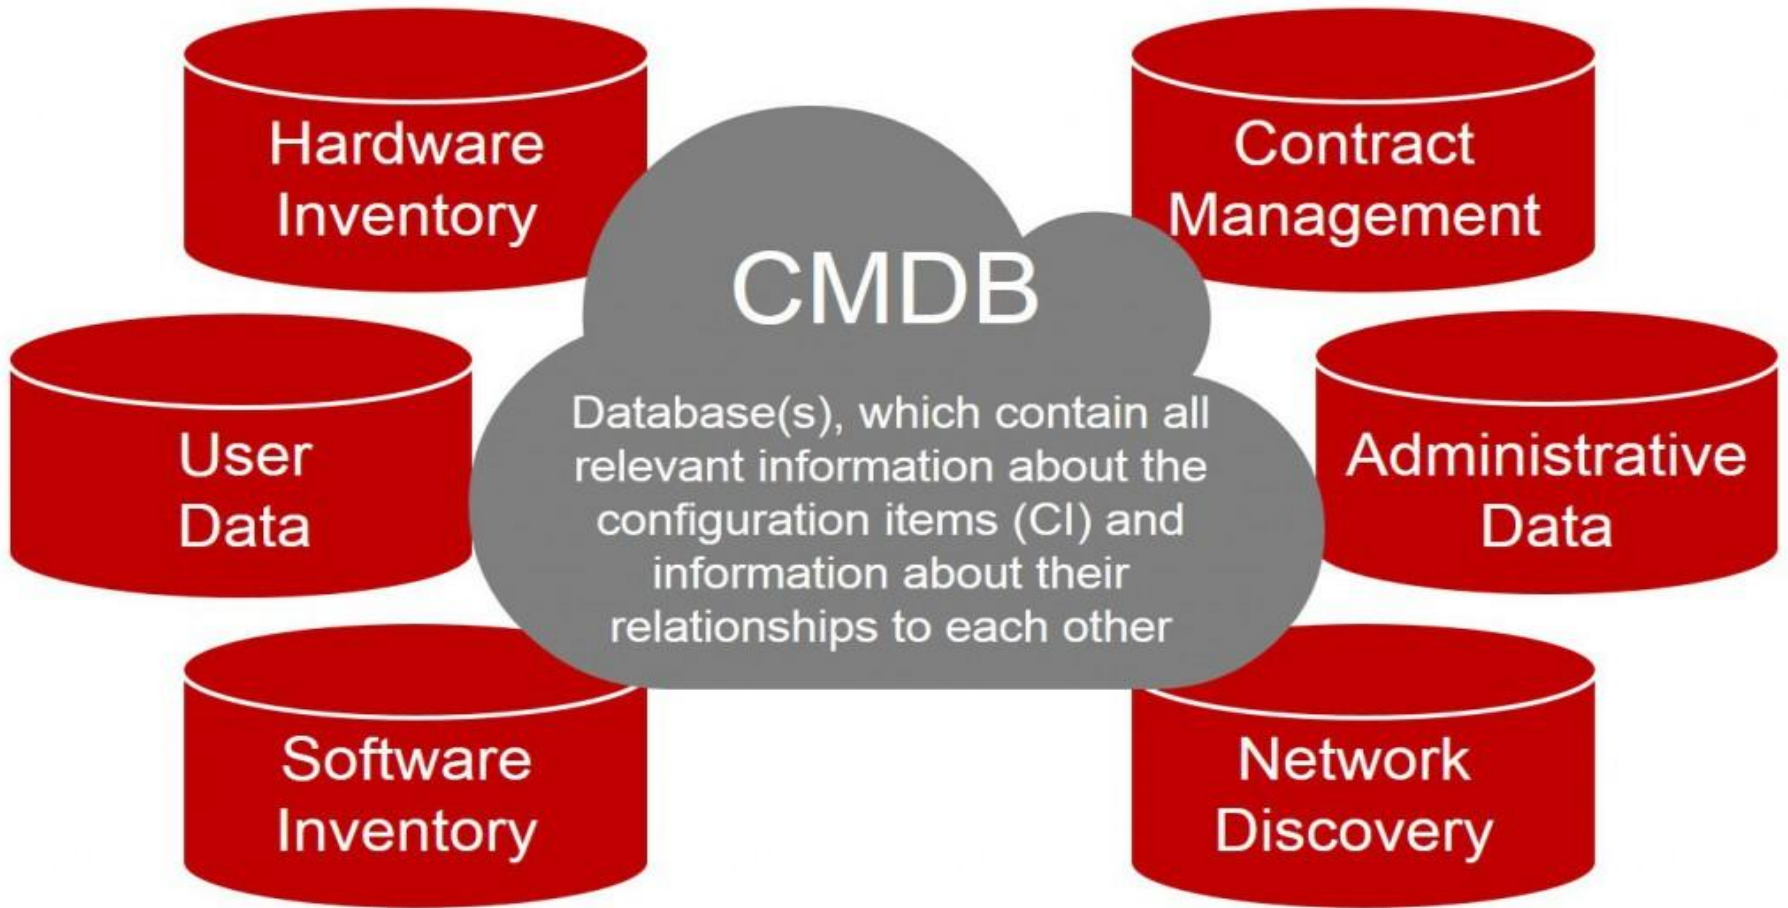 Hardware
Inventory
Contract
Management
CMDB
Database(s), which contain all
relevant information about the
configuration items (CI) and
information about their
relationships to each other
User
Data
Administrative
Data
Software
Inventory
Network
Discovery